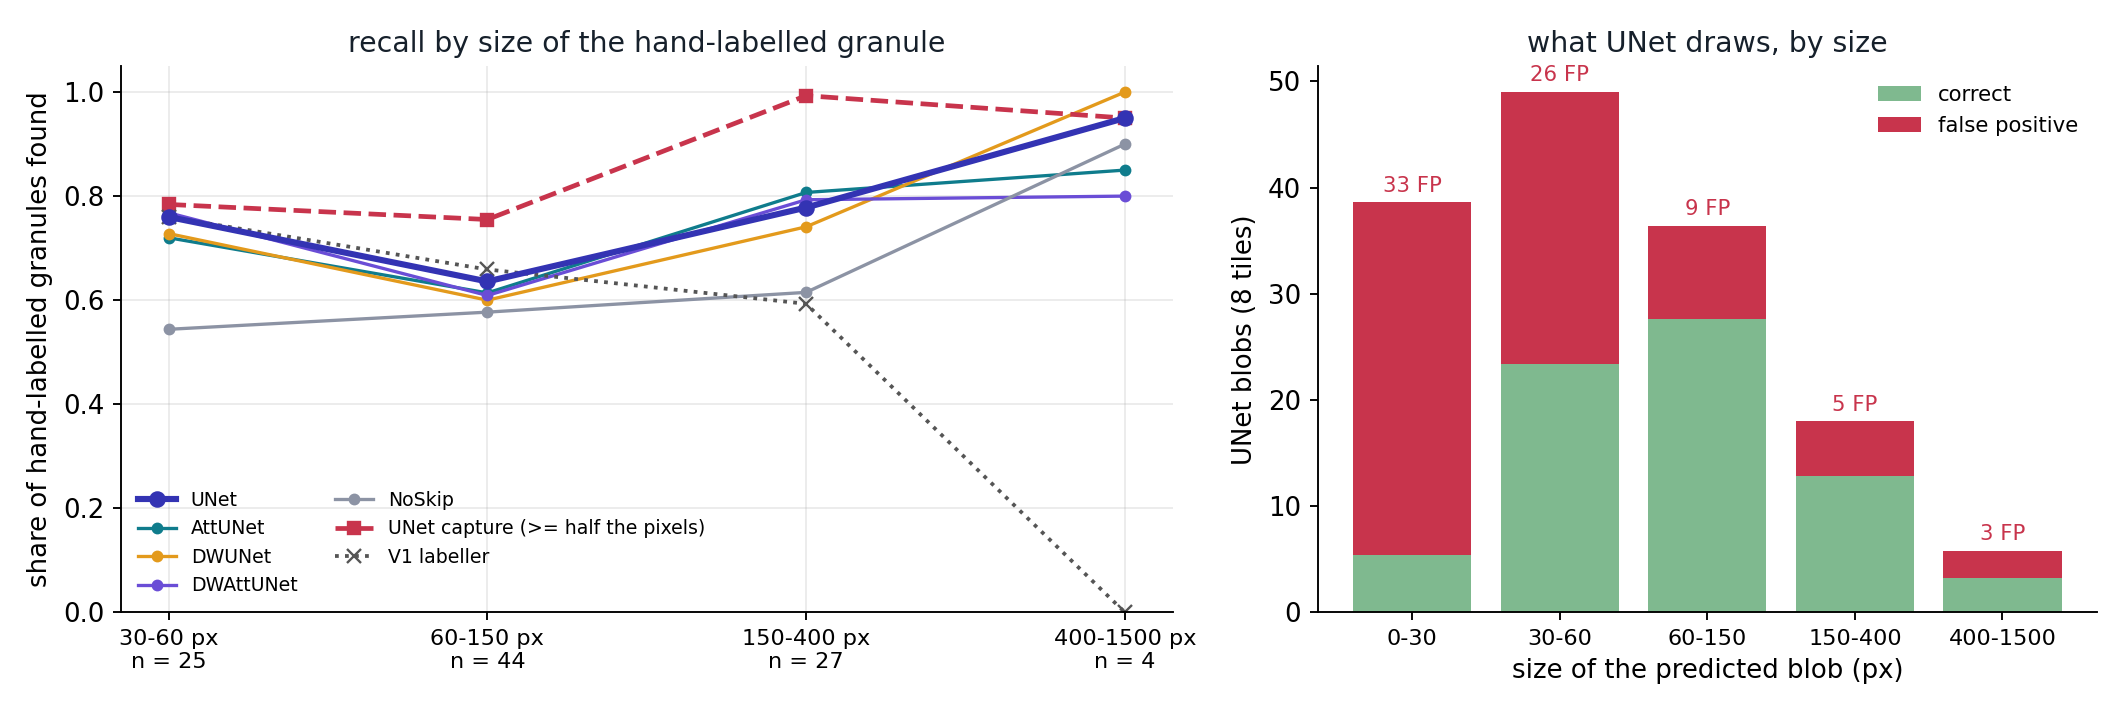 recall by size of the hand-labelled granule
share of hand-labelled granules found
1.0
0.8
0.6
0.4
0.2
0.0
UNet
AttUNet
DWUNet
DWAttUNet
NoSkip
UNet capture (>= half the pixels)
V1 labeller
30-60 px
n = 25
60-150 px
n = 44
150-400 px
n = 27
400-1500 px
n = 4
what UNet draws, by size
UNet blobs (8 tiles)
50
40
30
20
10
0
33 FP
26 FP
9 FP
5 FP
3 FP
correct
false positive
0-30
30-60
60-150
150-400
400-1500
size of the predicted blob (px)